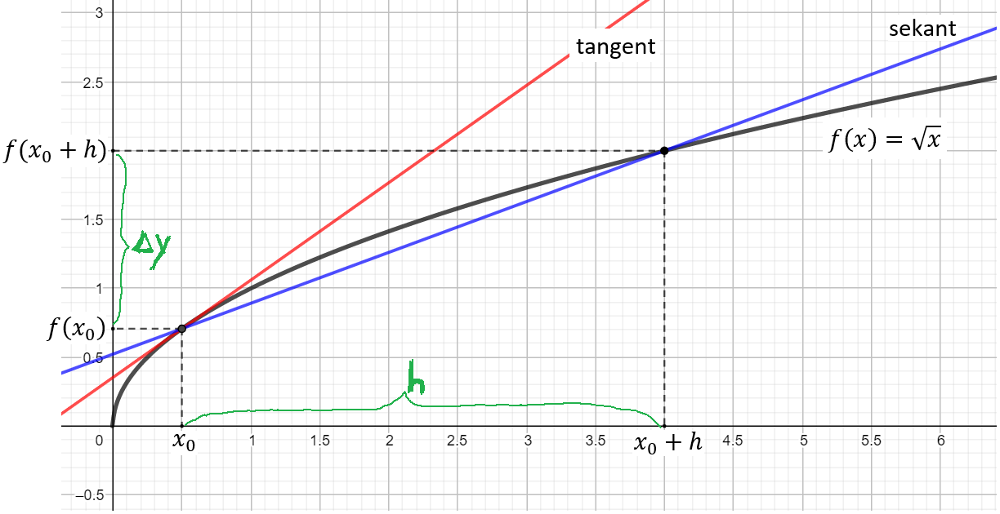 3
tangent
sekant
2.5
f(x₀ + h)
f(x) = √x
1.5
Δy
1
f(x₀)
0.5
h
0
x₀
1
1.5
2
2.5
3
3.5
x₀ + h
4.5
5
5.5
6
−0.5